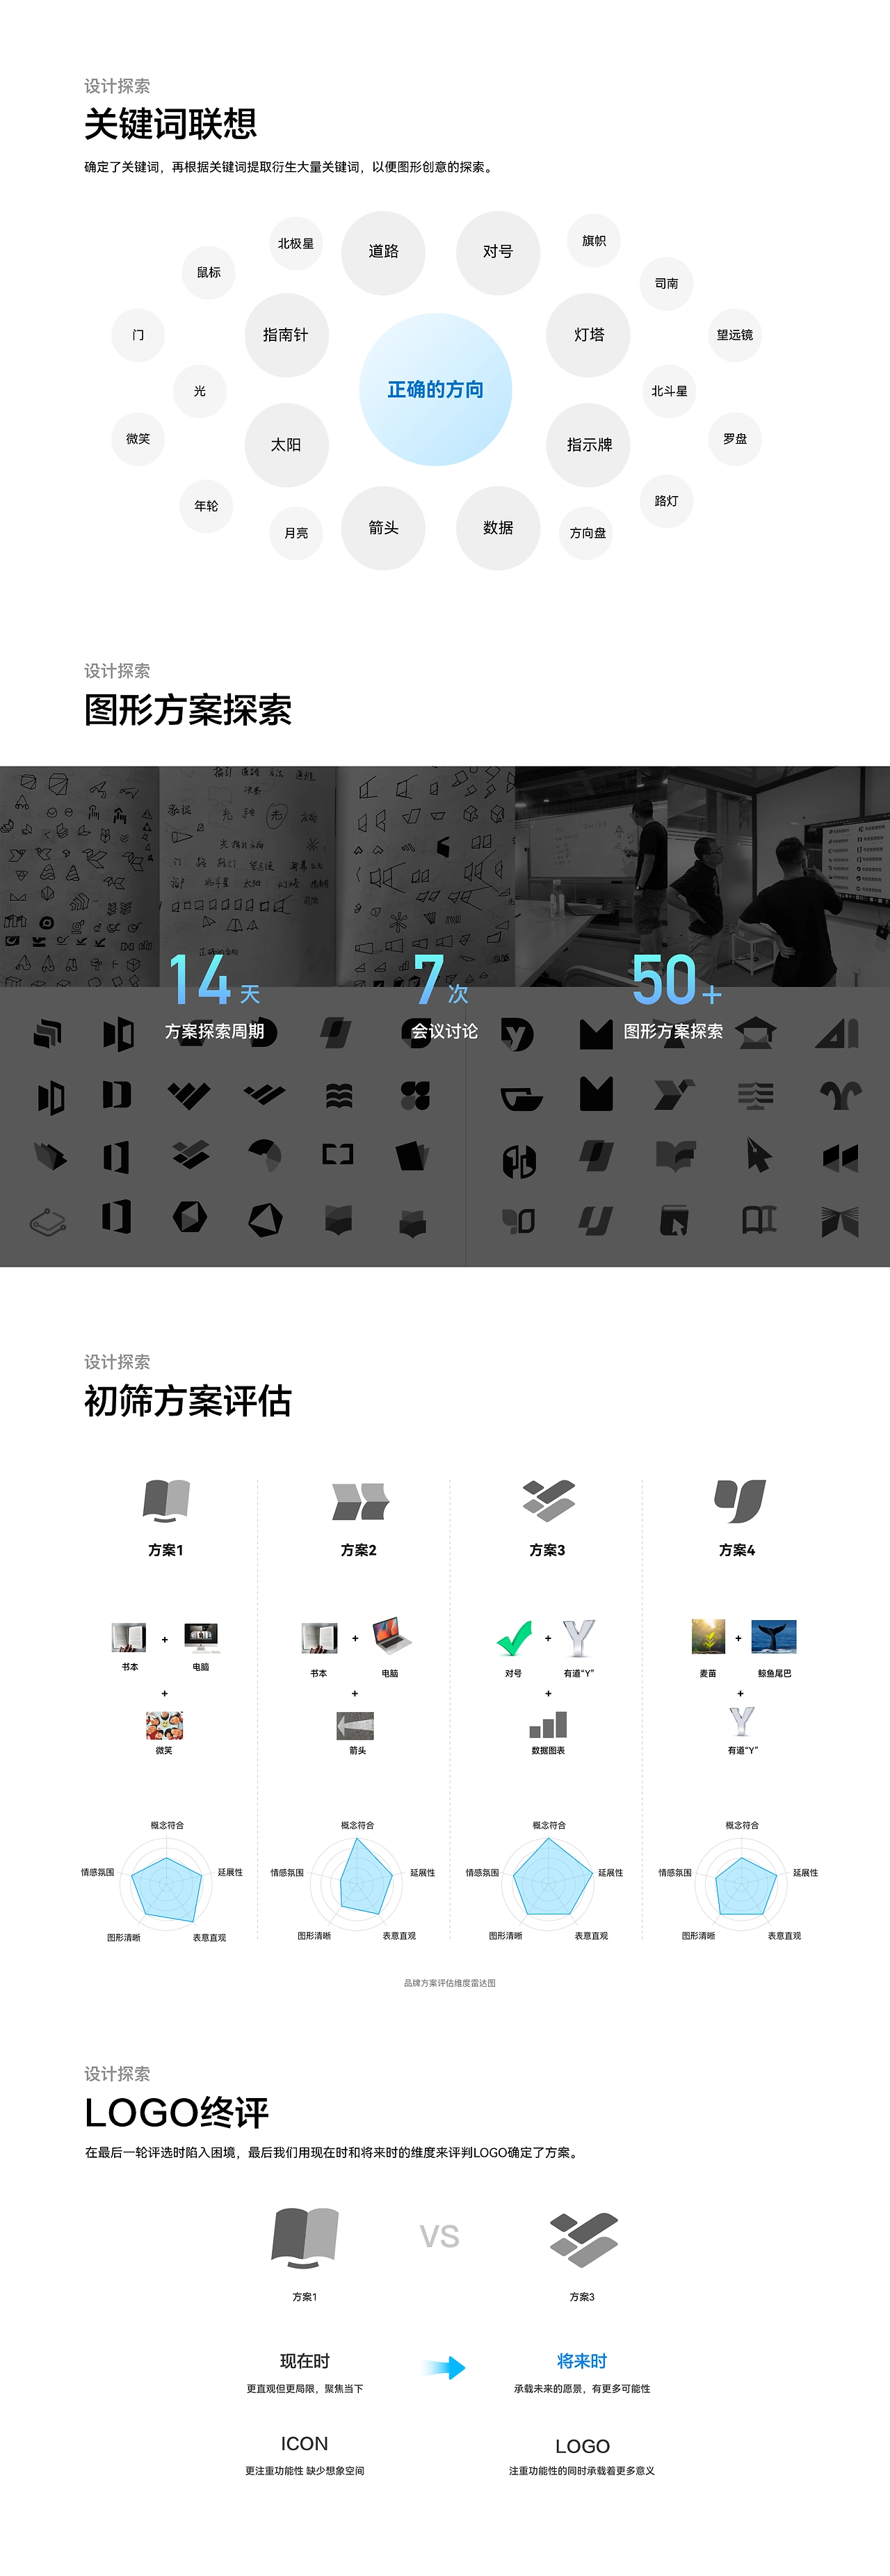 设计探索
关键词联想
确定了关键词，再根据关键词提取衍生大量关键词，以便图形创意的探索。
北极星
道路
对号
旗帜
鼠标
司南
门
指南针
灯塔
望远镜
光
正确的方向
北斗星
微笑
太阳
指示牌
罗盘
年轮
路灯
月亮
箭头
数据
方向盘
设计探索
图形方案探索
14 天
7 次
50 +
方案探索周期
会议讨论
图形方案探索
设计探索
初筛方案评估
方案1
方案2
方案3
方案4
+
+
+
+
书本
电脑
书本
电脑
对号
有道“Y”
麦苗
鲸鱼尾巴
+
+
+
+
微笑
箭头
数据图表
有道“Y”
概念符合
概念符合
概念符合
概念符合
情感氛围
延展性
情感氛围
延展性
情感氛围
延展性
情感氛围
延展性
图形清晰
表意直观
图形清晰
表意直观
图形清晰
表意直观
图形清晰
表意直观
品牌方案评估维度雷达图
设计探索
LOGO终评
在最后一轮评选时陷入困境，最后我们用现在时和将来时的维度来评判LOGO确定了方案。
VS
方案1
方案3
现在时
将来时
更直观但更局限，聚焦当下
承载未来的愿景，有更多可能性
ICON
LOGO
更注重功能性 缺少想象空间
注重功能性的同时承载着更多意义